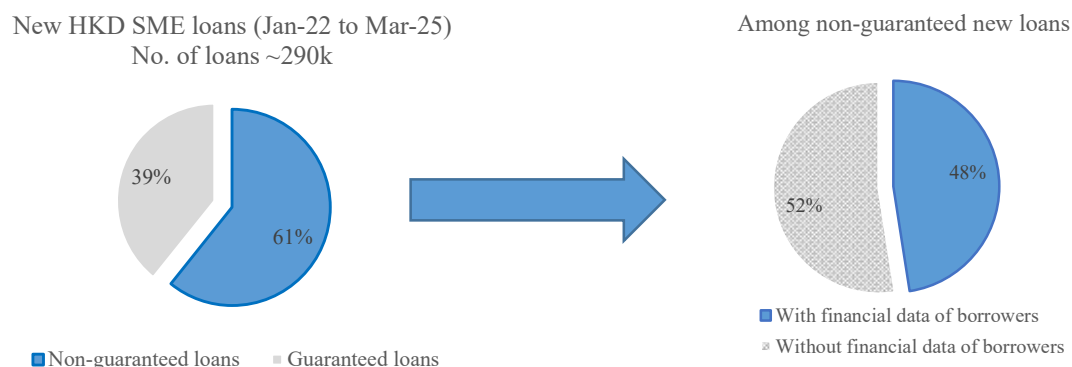 New HKD SME loans (Jan-22 to Mar-25)
No. of loans ~290k
39%
61%
Non-guaranteed loans
Guaranteed loans
Among non-guaranteed new loans
48%
52%
With financial data of borrowers
Without financial data of borrowers